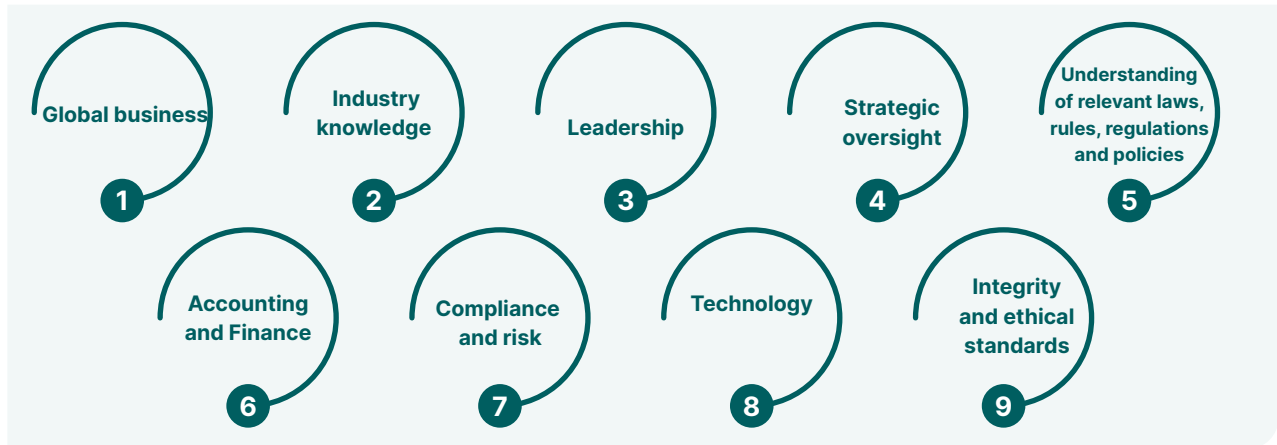 Global business
1
Industry
knowledge
2
Leadership
3
Strategic
oversight
4
Understanding
of relevant laws,
rules, regulations
and policies
5
Accounting
and Finance
6
Compliance
and risk
7
Technology
8
Integrity
and ethical
standards
9